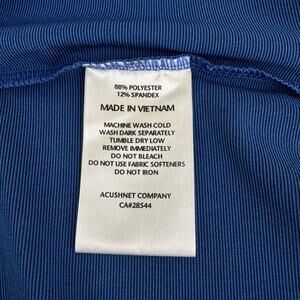 88% POLYESTER
12% SPANDEX
MADE IN VIETNAM
MACHINE WASH COLD
WASH DARK SEPARATELY
TUMBLE DRY LOW
REMOVE IMMEDIATELY
DO NOT BLEACH
DO NOT USE FABRIC SOFTENERS
DO NOT IRON
ACUSHNET COMPANY
CA#28544